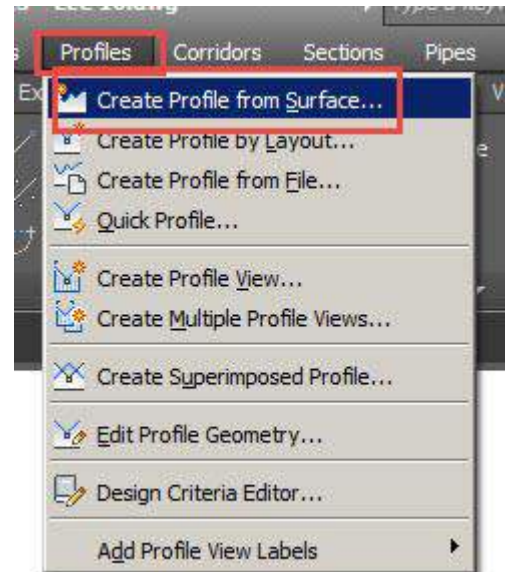 Profiles Corridors Sections Pipes
Ex
Create Profile from Surface...
Create Profile by Layout...
Create Profile from File...
Quick Profile...
Create Profile View...
Create Multiple Profile Views...
Create Superimposed Profile...
Edit Profile Geometry...
Design Criteria Editor...
Add Profile View Labels